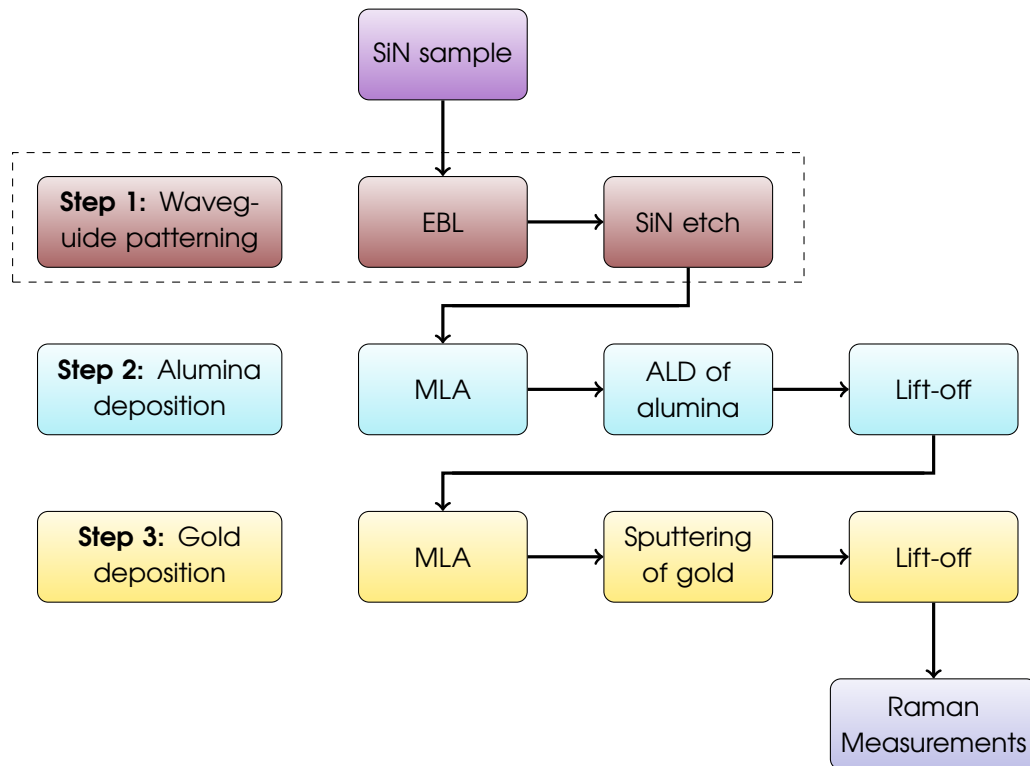 SiN sample
Step 1: Waveg-
uide patterning
EBL
SiN etch
Step 2: Alumina
deposition
MLA
ALD of
alumina
Lift-off
Step 3: Gold
deposition
MLA
Sputtering
of gold
Lift-off
Raman
Measurements